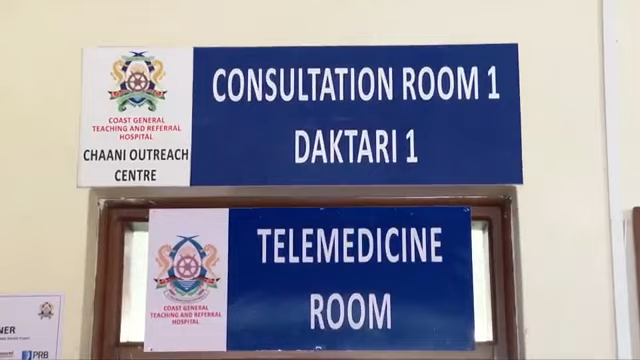 COAST GENERAL
TEACHING AND REFERRAL
HOSPITAL
CHAANI OUTREACH
CENTRE
CONSULTATION ROOM 1
DAKTARI 1
COAST GENERAL
TEACHING AND REFERRAL
HOSPITAL
TELEMEDICINE
ROOM
NER
PRB